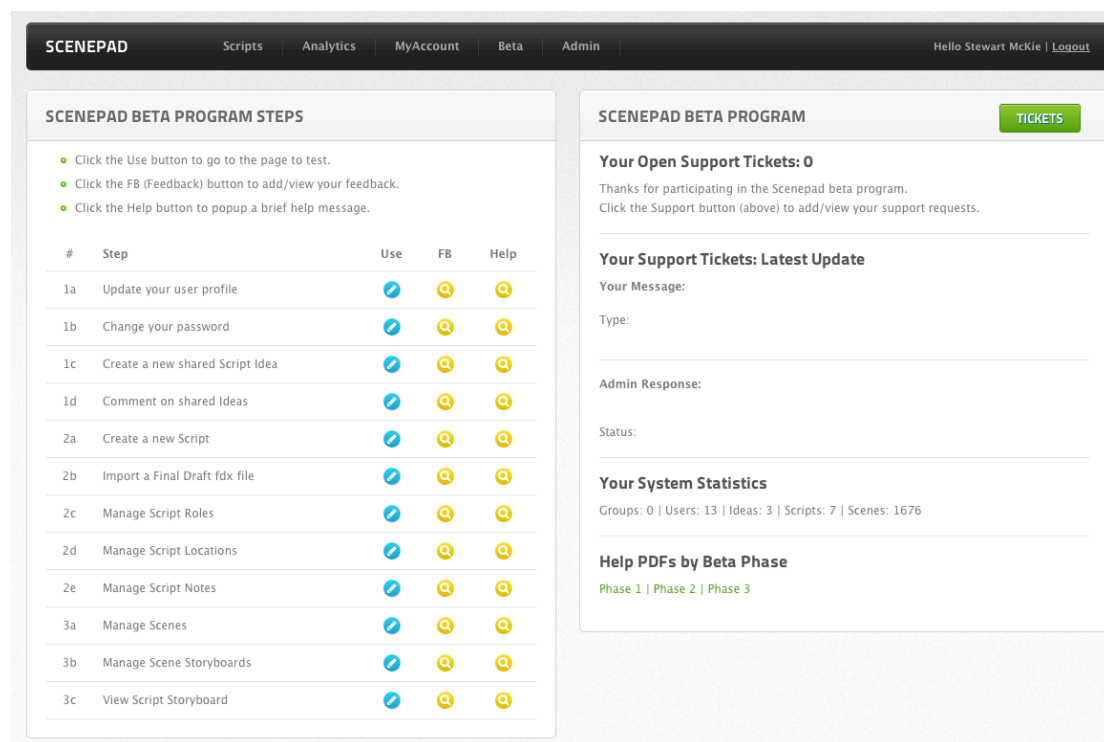 SCENEPAD Scripts Analytics MyAccount Beta Admin Hello Stewart McKie | Logout
SCENEPAD BETA PROGRAM STEPS
Click the Use button to go to the page to test.
Click the FB (Feedback) button to add/view your feedback.
Click the Help button to popup a brief help message.
# Step Use FB Help
1a Update your user profile
1b Change your password
1c Create a new shared Script Idea
1d Comment on shared Ideas
2a Create a new Script
2b Import a Final Draft fdx file
2c Manage Script Roles
2d Manage Script Locations
2e Manage Script Notes
3a Manage Scenes
3b Manage Scene Storyboards
3c View Script Storyboard
SCENEPAD BETA PROGRAM TICKETS
Your Open Support Tickets: 0
Thanks for participating in the Scenepad beta program.
Click the Support button (above) to add/view your support requests.
Your Support Tickets: Latest Update
Your Message:
Type:
Admin Response:
Status:
Your System Statistics
Groups: 0 | Users: 13 | Ideas: 3 | Scripts: 7 | Scenes: 1676
Help PDFs by Beta Phase
Phase 1 | Phase 2 | Phase 3